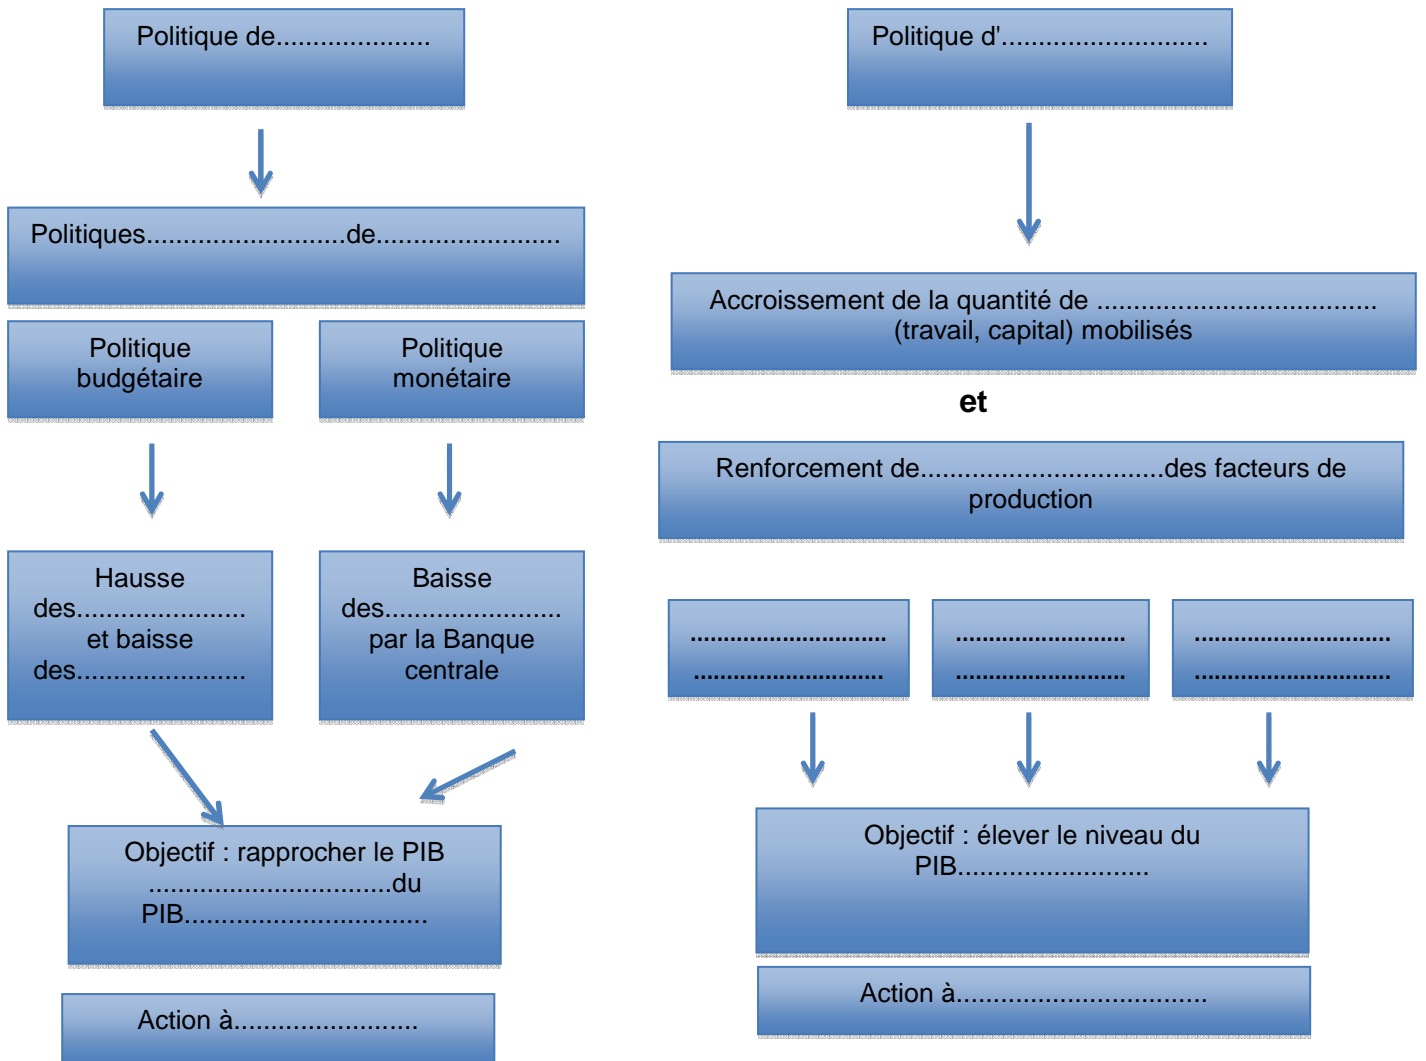 Politique de.....................
Politiques...........................de.........................
Politique
budgétaire
Politique
monétaire
Hausse
des.......................
et baisse
des.......................
Baisse
des........................
par la Banque
centrale
Objectif : rapprocher le PIB
.................................du
PIB.................................
Action à.........................
Politique d'............................
Accroissement de la quantité de ......................................
(travail, capital) mobilisés
et
Renforcement de.................................des facteurs de
production
..............................
.............................
..........................
..........................
..............................
..............................
Objectif : élever le niveau du
PIB..........................
Action à..................................